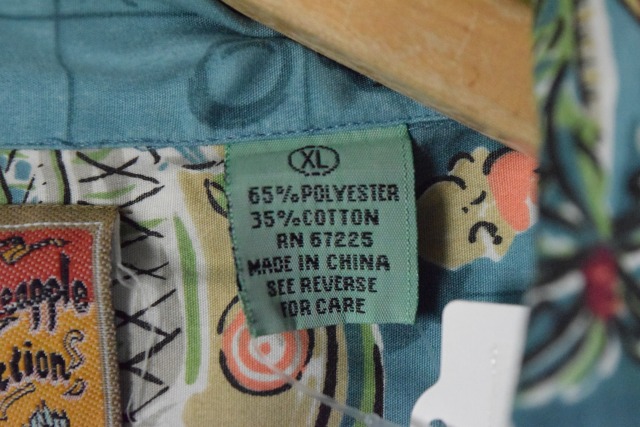 XL
65% POLYESTER
35% COTTON
RN 67225
MADE IN CHINA
SEE REVERSE
FOR CARE